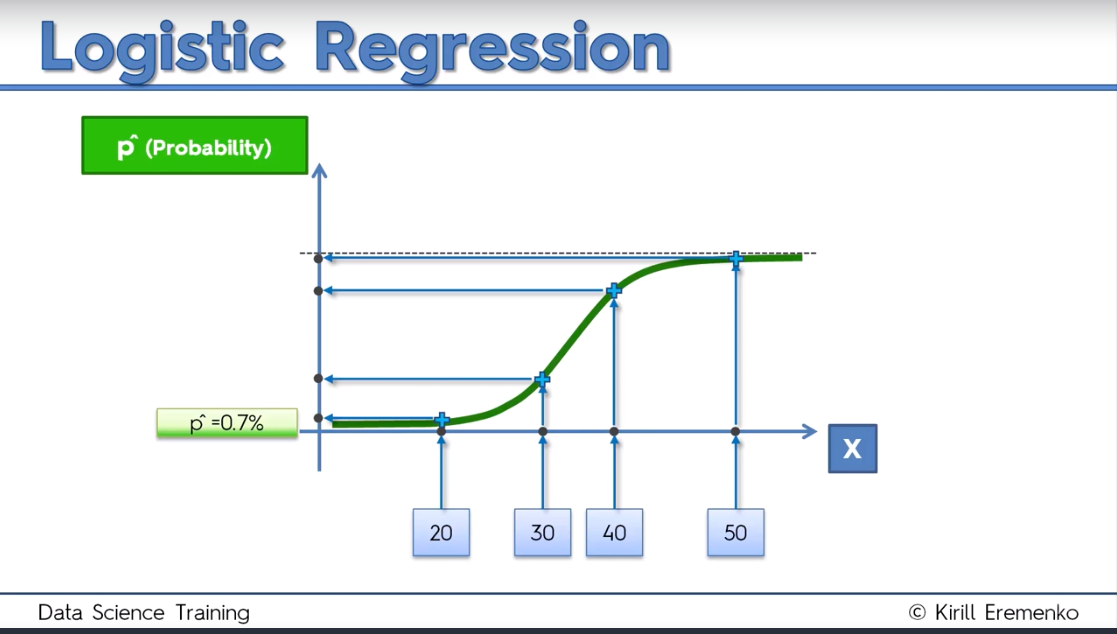 Logistic Regression
p̂ (Probability)
p̂ =0.7%
X
20 30 40 50
Data Science Training © Kirill Eremenko